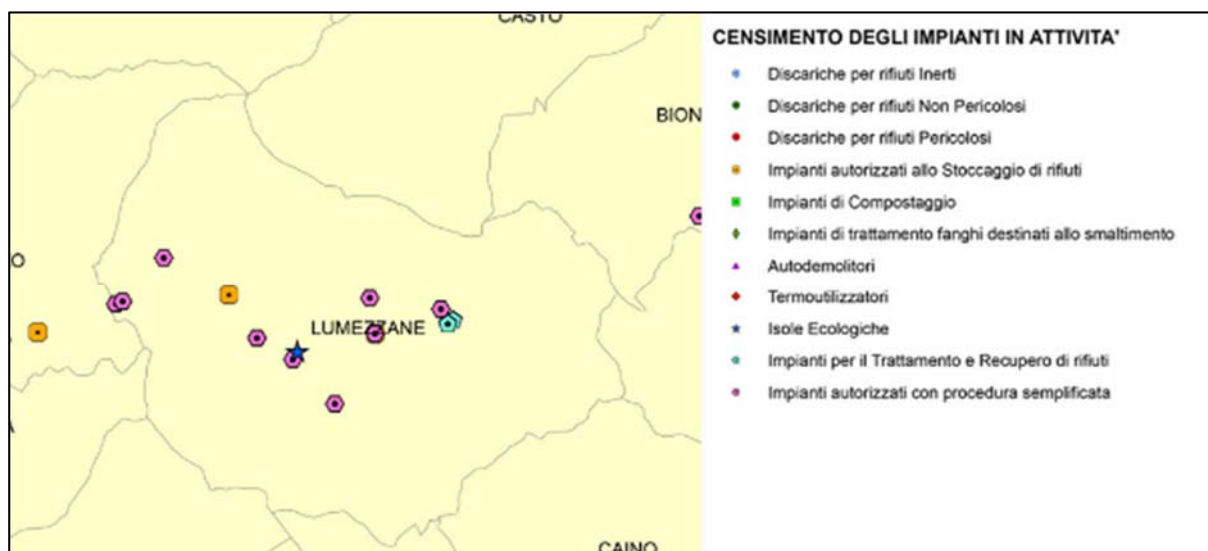 CASTO
CENSIMENTO DEGLI IMPIANTI IN ATTIVITA'
Discariche per rifiuti Inerti
Discariche per rifiuti Non Pericolosi
BION
Discariche per rifiuti Pericolosi
Impianti autorizzati allo Stoccaggio di rifiuti
Impianti di Compostaggio
Impianti di trattamento fanghi destinati allo smaltimento
O
Autodemolitori
Termoutilizzatori
LUMEZZANE
Isole Ecologiche
Impianti per il Trattamento e Recupero di rifiuti
Impianti autorizzati con procedura semplificata
CAINO